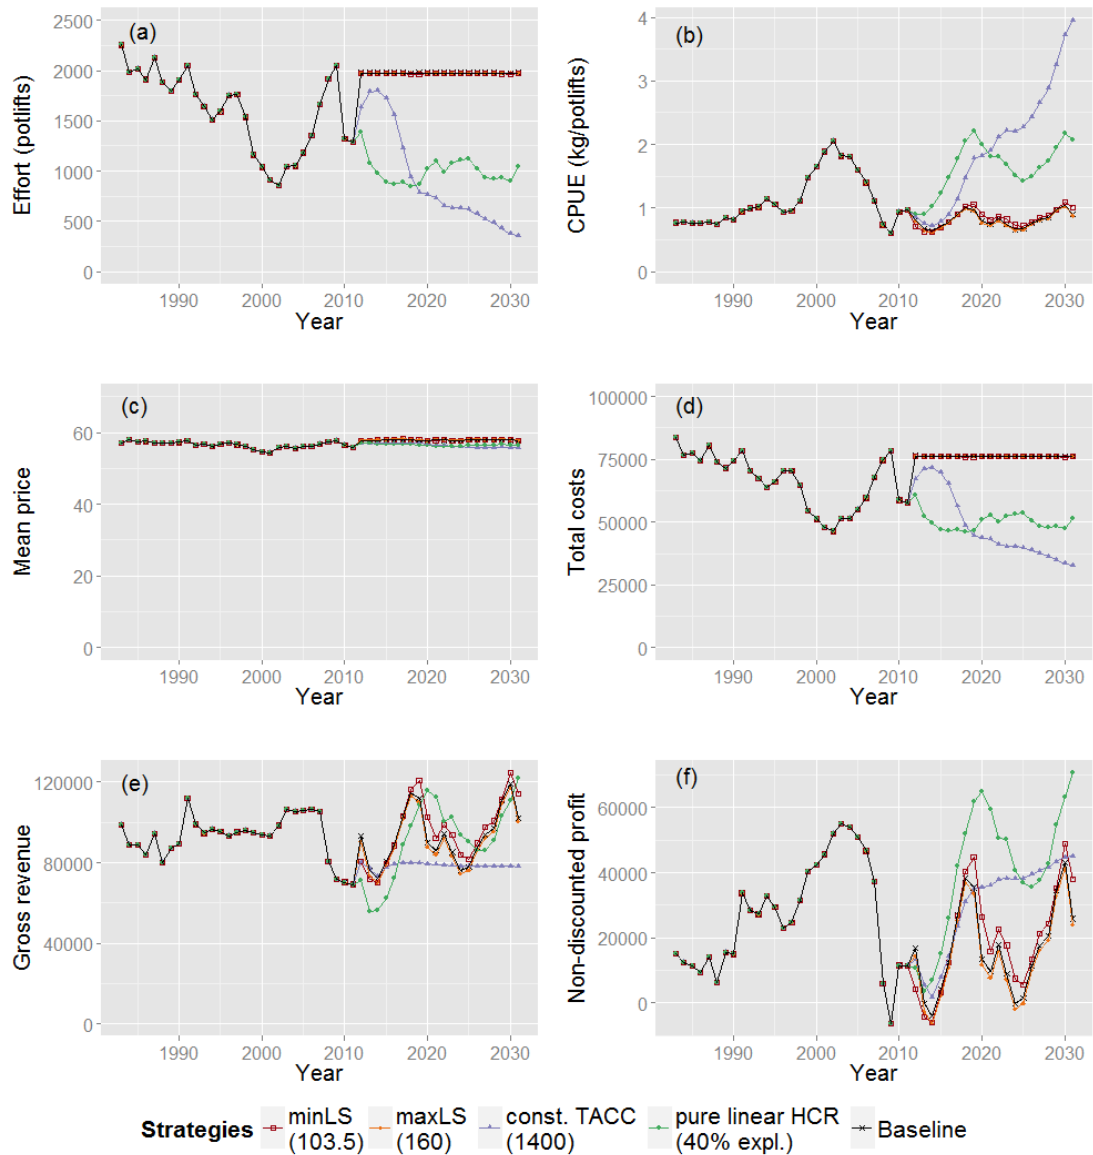 (a)
Effort (potlifts)
2500
2000
1500
1000
500
0
1990 2000 2010 2020 2030
Year
(b)
CPUE (kg/potlifts)
4
3
2
1
0
1990 2000 2010 2020 2030
Year
(c)
Mean price
60
40
20
0
1990 2000 2010 2020 2030
Year
(d)
Total costs
100000
75000
50000
25000
0
1990 2000 2010 2020 2030
Year
(e)
Gross revenue
120000
80000
40000
0
1990 2000 2010 2020 2030
Year
(f)
Non-discounted profit
60000
40000
20000
0
1990 2000 2010 2020 2030
Year
Strategies
minLS
(103.5)
maxLS
(160)
const. TACC
(1400)
pure linear HCR
(40% expl.)
Baseline